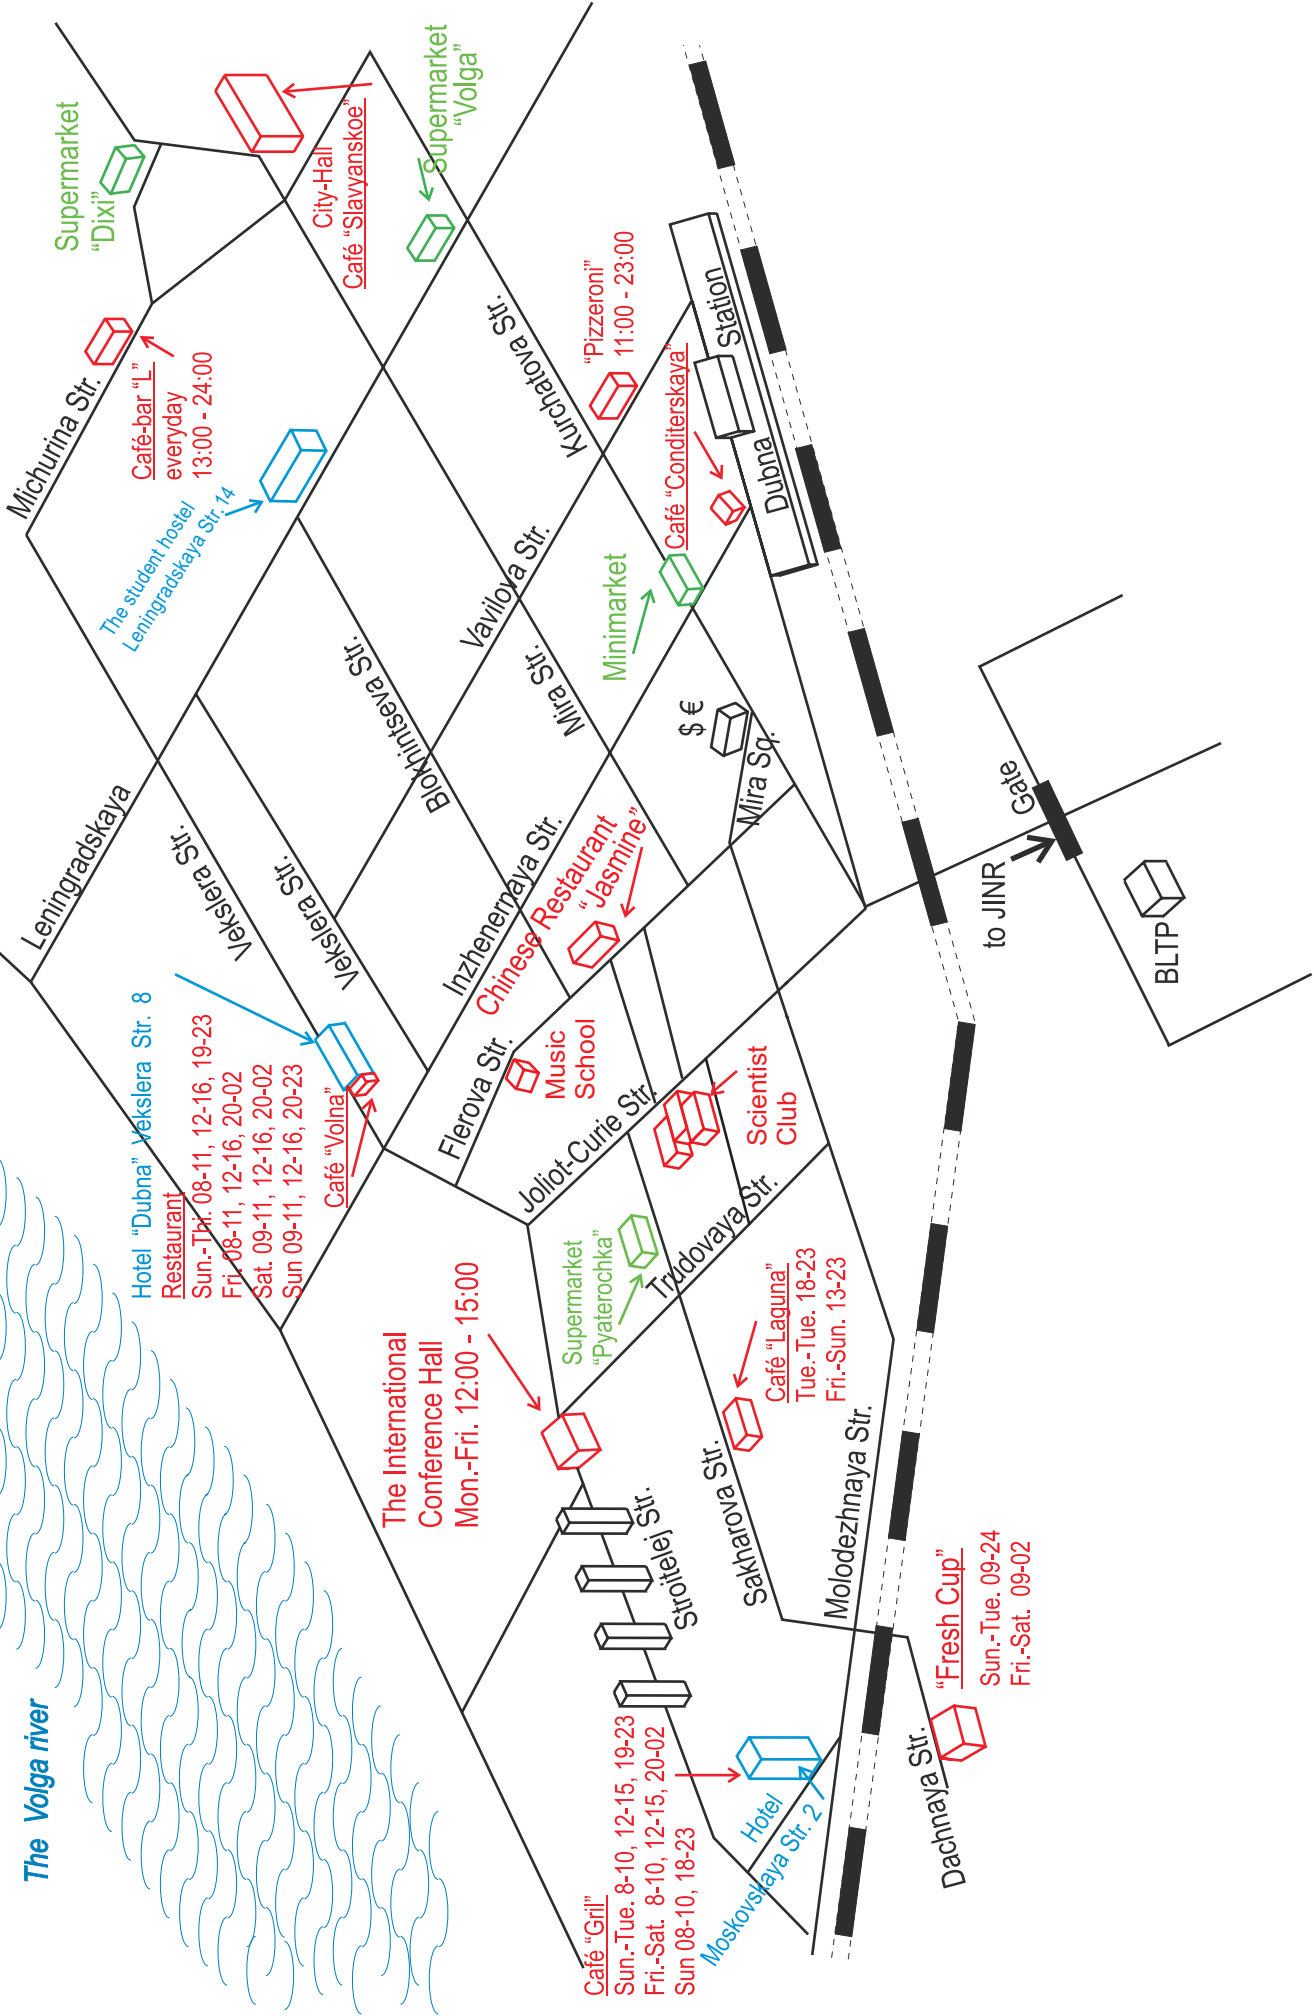 The Volga river
Hotel "Dubna" Vekslera Str. 8
Restaurant
Sun.-Thi. 08-11, 12-16, 19-23
Fri. 08-11, 12-16, 20-02
Sat. 09-11, 12-16, 20-02
Sun 09-11, 12-16, 20-23
Café "Volna"
Leningradskaya
Vekslera Str.
Vekslera Str.
The student hostel
Leningradskaya Str. 14
Michurina Str.
Café-bar "L"
everyday
13:00 - 24:00
Supermarket
"Dixi"
City-Hall
Café "Slavyanskoe"
Supermarket
"Volga"
Blokhintseva Str.
Vavilova Str.
Mira Str.
Kurchatova Str.
Inzhenernaya Str.
"Pizzeroni"
11:00 - 23:00
Café "Conditerskaya"
Minimarket
Dubna Station
$ €
Mira Sq.
Chinese Restaurant
"Jasmine"
Flerova Str.
Music
School
Joliot-Curie Str.
Scientist
Club
The International
Conference Hall
Mon.-Fri. 12:00 - 15:00
Supermarket
"Pyaterochka"
Trudovaya Str.
Café "Laguna"
Tue.-Tue. 18-23
Fri.-Sun. 13-23
Stroitelej Str.
Sakharova Str.
Molodezhnaya Str.
Café "Gril"
Sun.-Tue. 8-10, 12-15, 19-23
Fri.-Sat. 8-10, 12-15, 20-02
Sun 08-10, 18-23
Hotel
Moskovskaya Str. 2
Dachnaya Str.
"Fresh Cup"
Sun.-Tue. 09-24
Fri.-Sat. 09-02
to JINR
Gate
BLTP